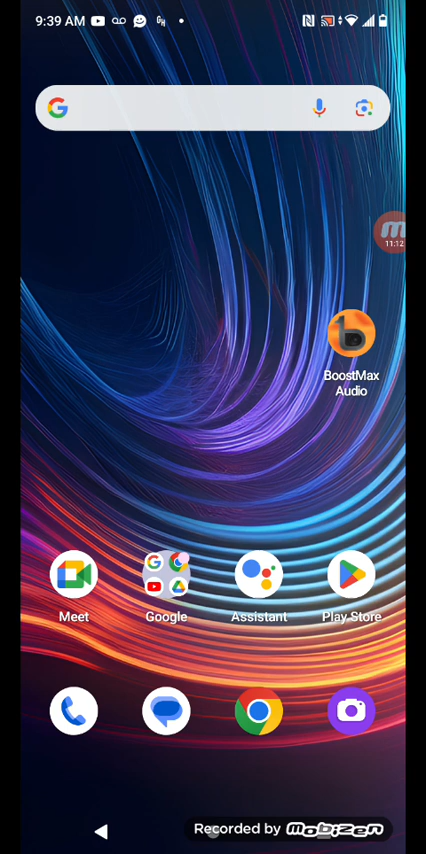 9:39 AM
11:12
BoostMax
Audio
Meet
Google
Assistant
Play Store
Recorded by mobizen